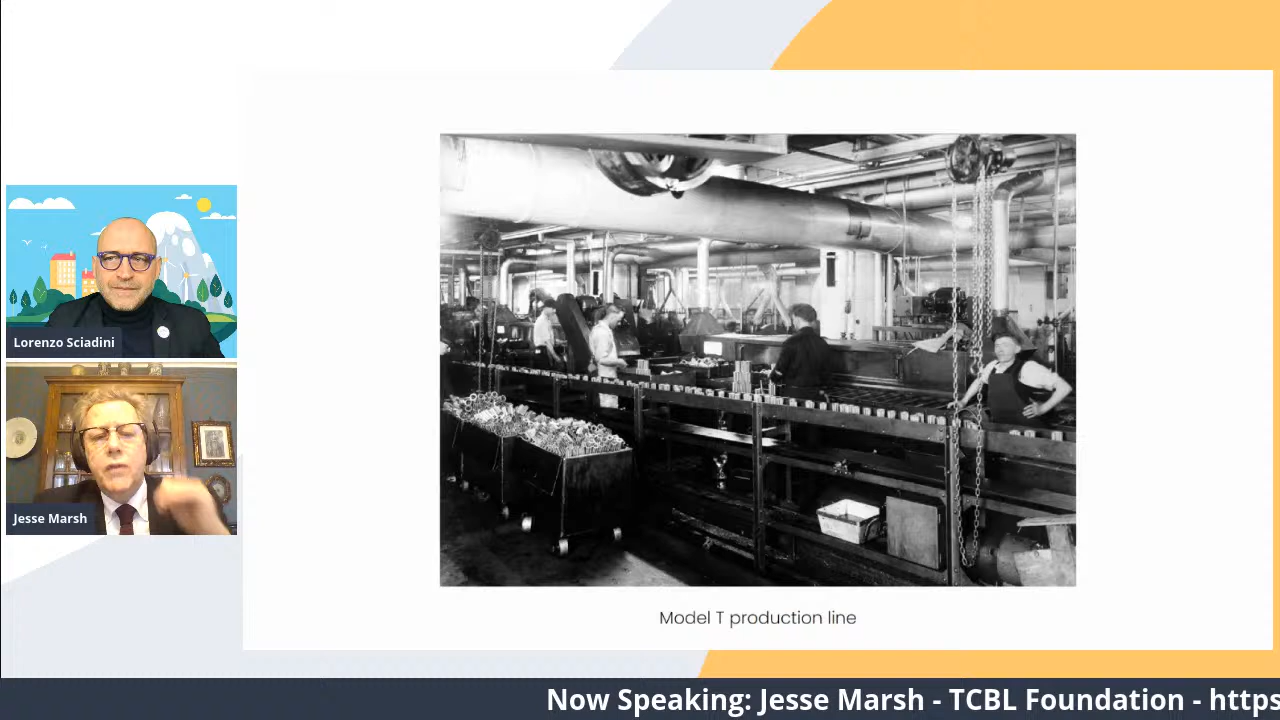 Lorenzo Sciadini
Jesse Marsh
Model T production line
Now Speaking: Jesse Marsh - TCBL Foundation - https